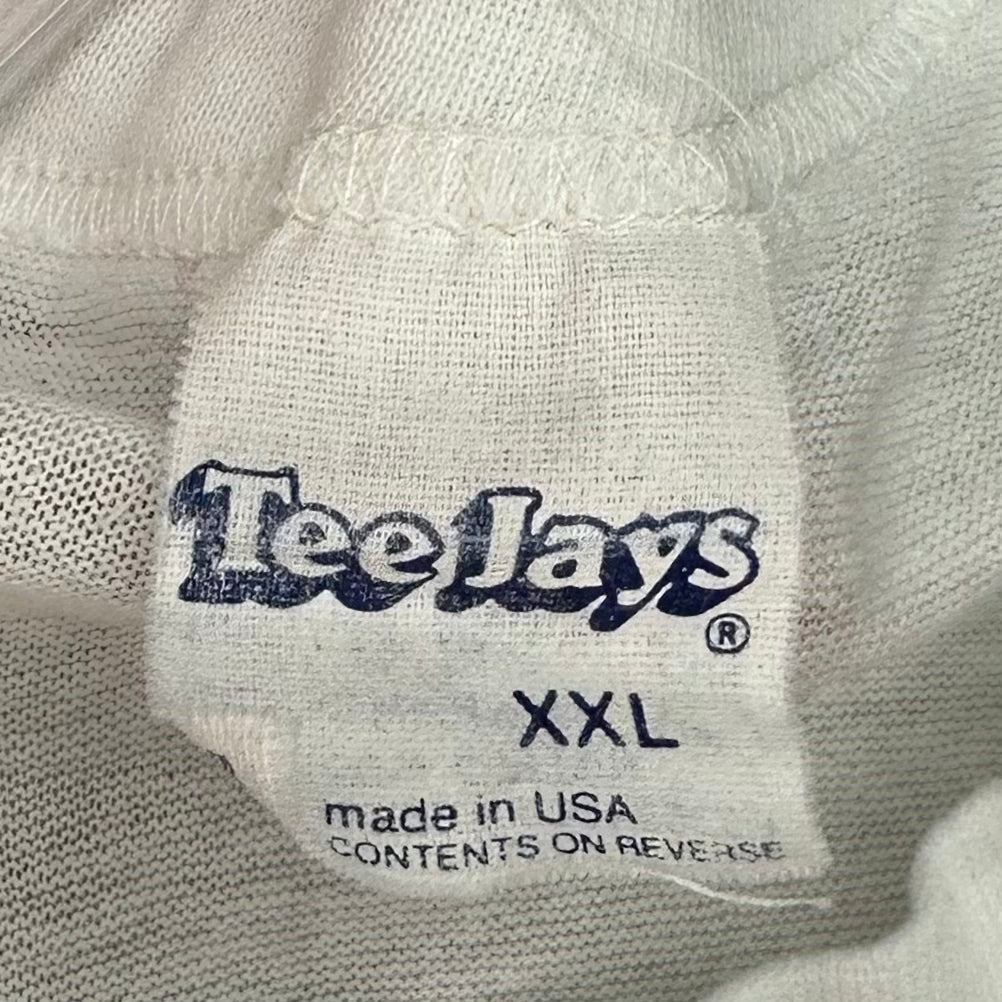 Tee Jays
®
XXL
made in USA
CONTENTS ON REVERSE